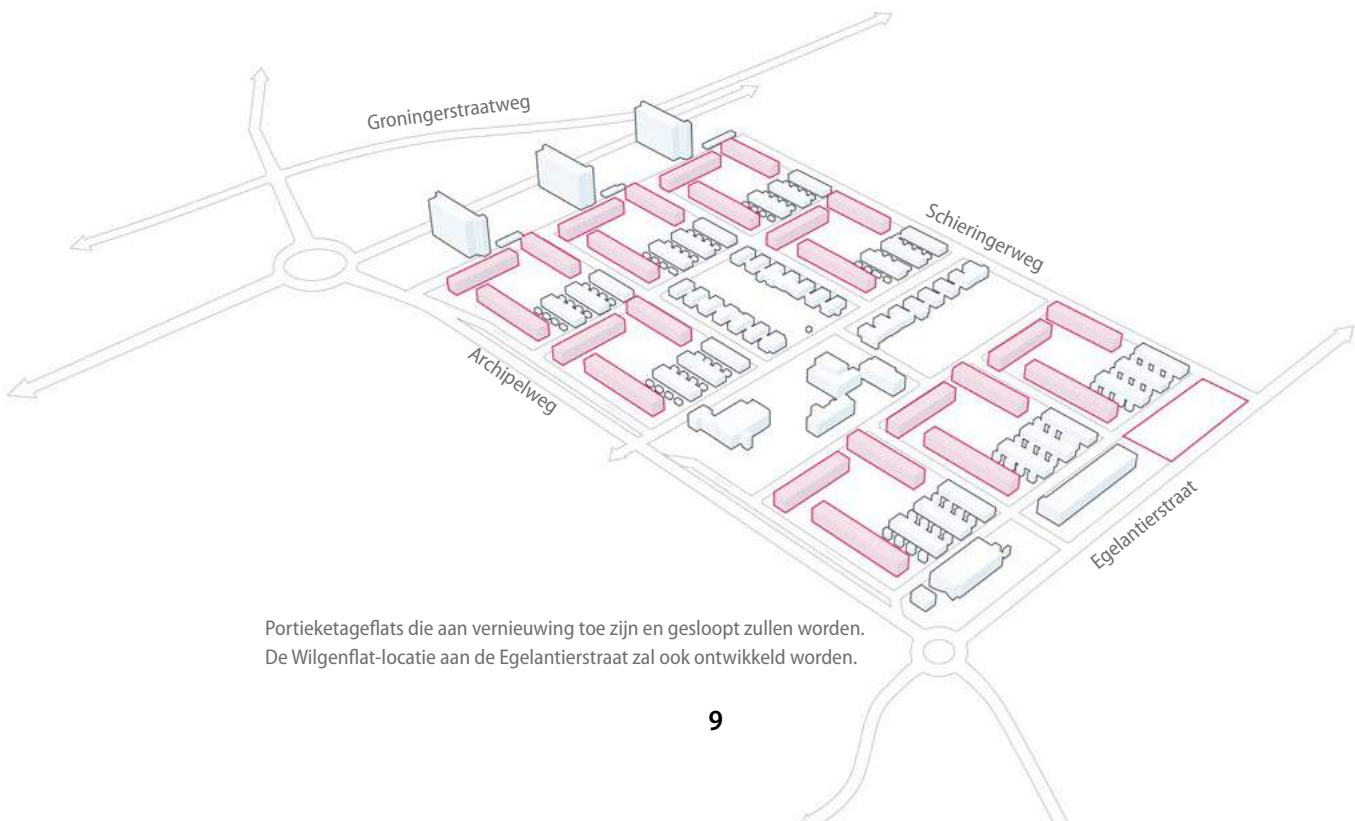 Groningerstraatweg
Schieringerweg
Archipelweg
Egelantierstraat
Portieketageflats die aan vernieuwing toe zijn en gesloopt zullen worden.
De Wilgenflat-locatie aan de Egelantierstraat zal ook ontwikkeld worden.
9